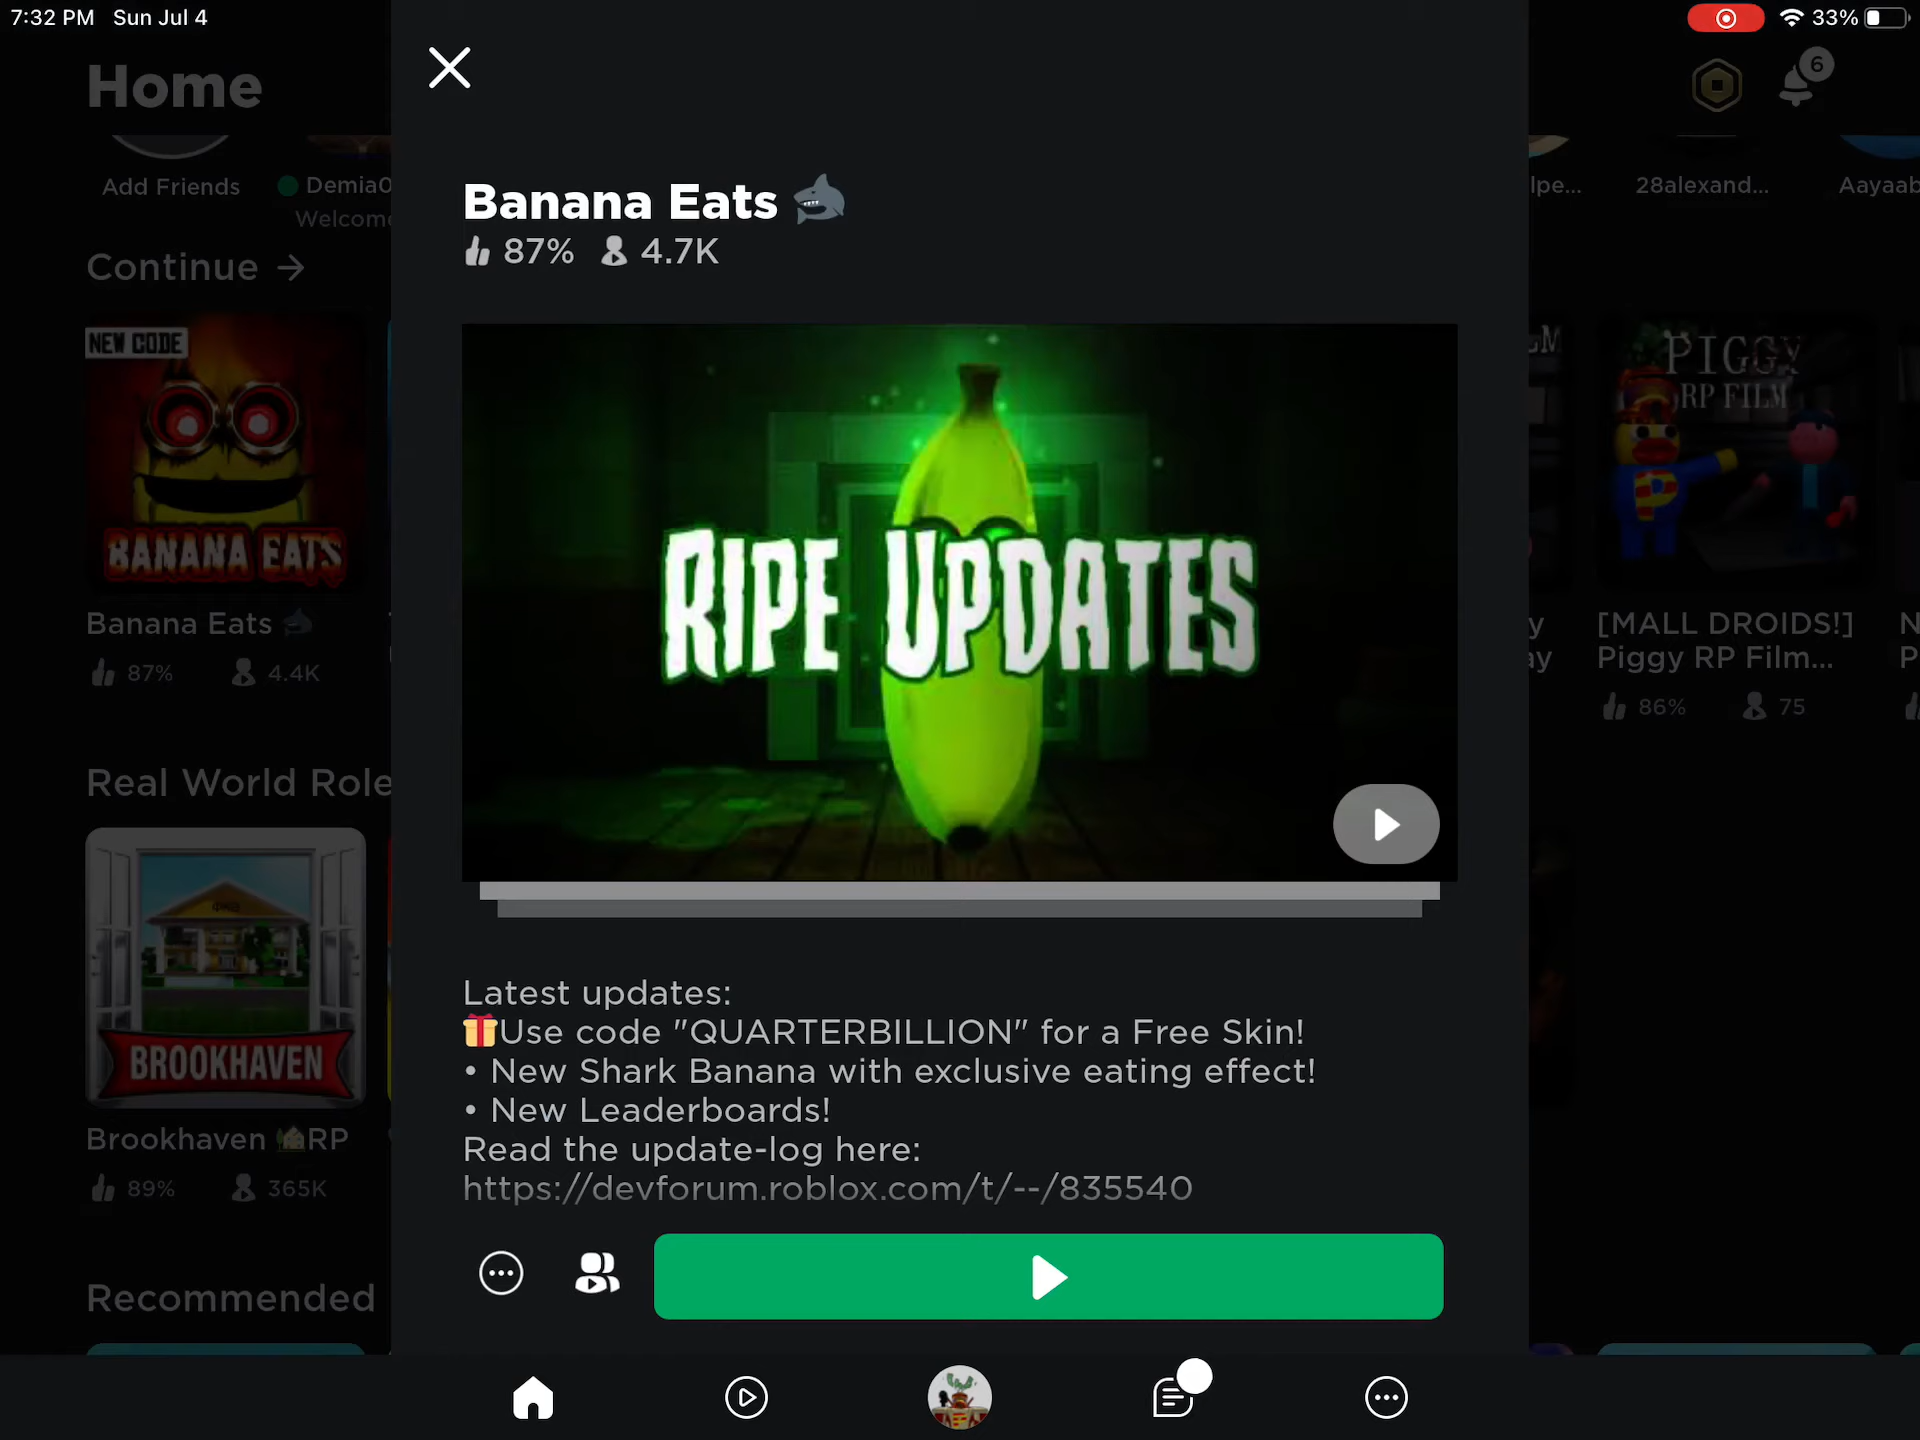 7:32 PM Sun Jul 4
33%
Home
6
Add Friends
Welcom
28alexand...
Continue →
NEW CODE
BANANA EATS
Banana Eats
87% 4.4K
Real World Role
BROOKHAVEN
Brookhaven RP
89% 365K
Recommended
Banana Eats
87% 4.7K
RIPE UPDATES
Latest updates:
Use code "QUARTERBILLION" for a Free Skin!
• New Shark Banana with exclusive eating effect!
• New Leaderboards!
Read the update-log here:
https://devforum.roblox.com/t/--/835540
PIGGY
RP FILM
P
[MALL DROIDS!]
Piggy RP Film...
86% 75